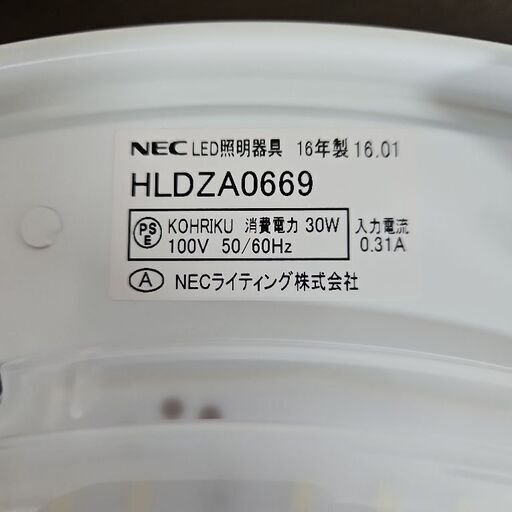 NEC LED照明器具 16年製 16.01
HLDZA0669
PSE KOHRIKU 消費電力 30W 入力電流
100V 50/60Hz 0.31A
A NECライティング株式会社